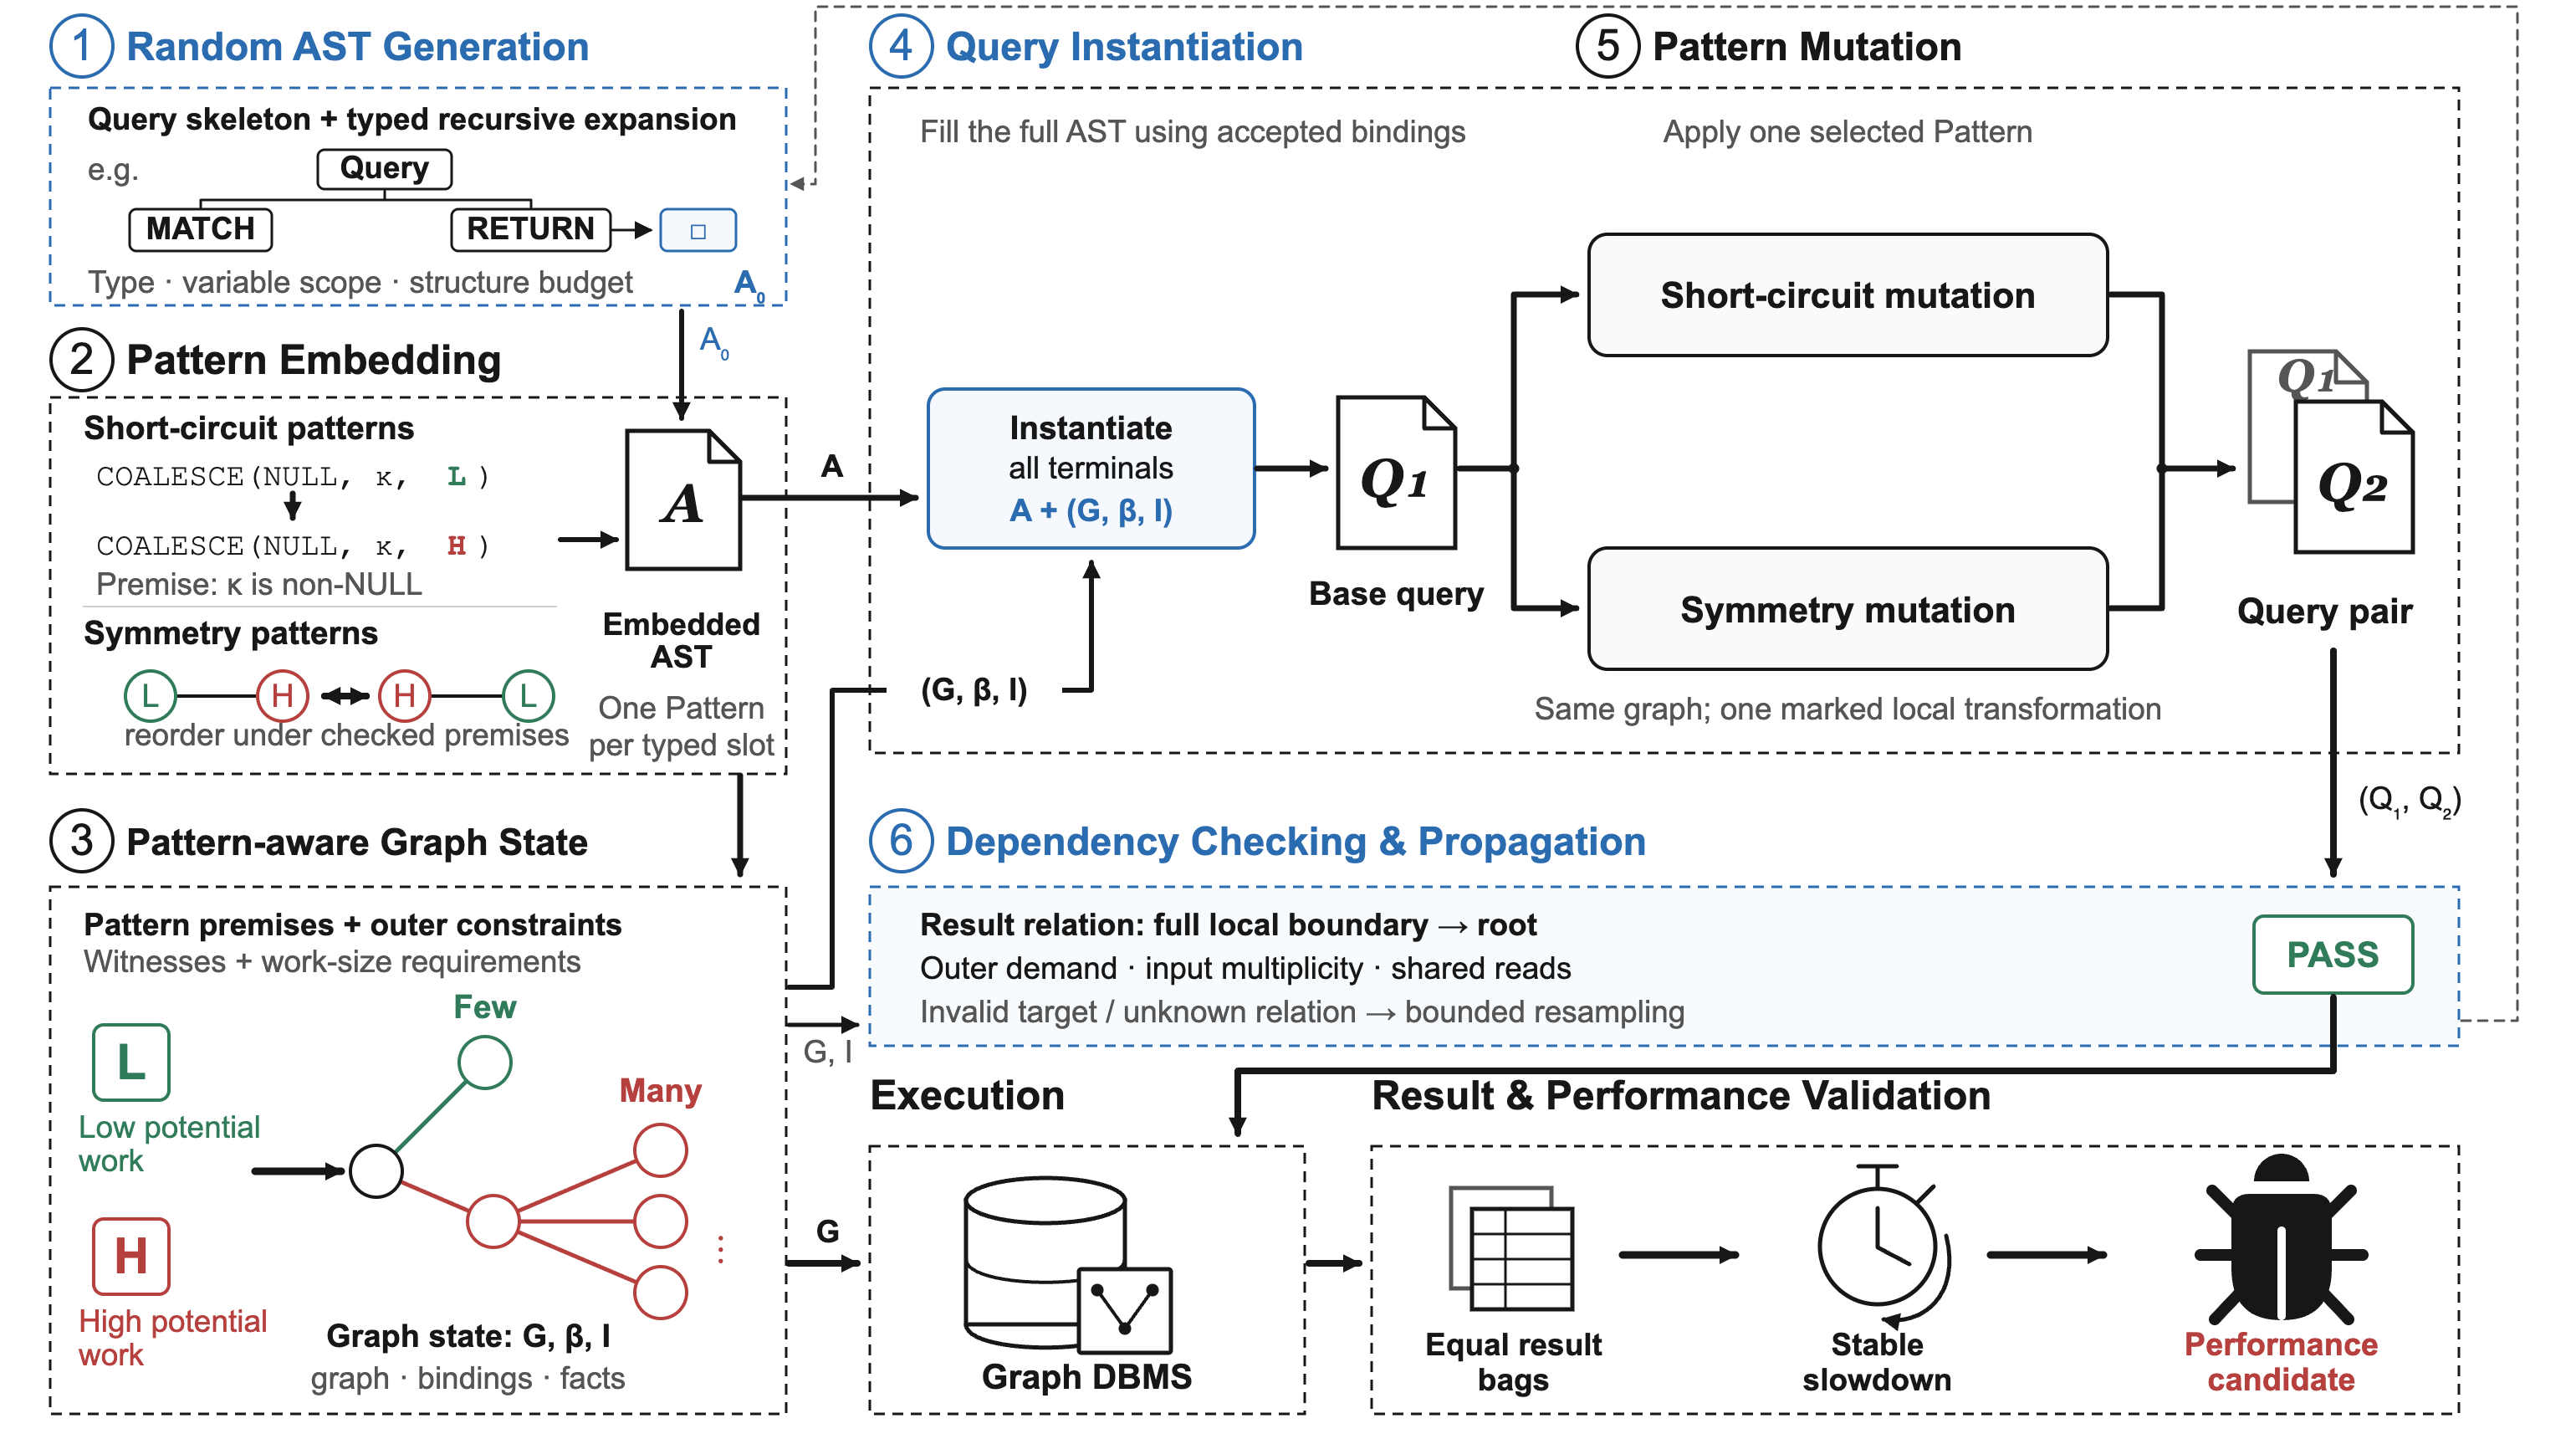 1 Random AST Generation
Query skeleton + typed recursive expansion
e.g.
Query
MATCH
RETURN
□
Type · variable scope · structure budget
A₀
A₀
2 Pattern Embedding
Short-circuit patterns
COALESCE(NULL, κ, L )
COALESCE(NULL, κ, H )
Premise: κ is non-NULL
Symmetry patterns
L
H
H
L
reorder under checked premises
A
Embedded
AST
One Pattern
per typed slot
A
3 Pattern-aware Graph State
Pattern premises + outer constraints
Witnesses + work-size requirements
Few
Many
L
Low potential
work
H
High potential
work
⋮
Graph state: G, β, I
graph · bindings · facts
4 Query Instantiation
Fill the full AST using accepted bindings
Instantiate
all terminals
A + (G, β, I)
(G, β, I)
Q1
Base query
5 Pattern Mutation
Apply one selected Pattern
Short-circuit mutation
Symmetry mutation
Same graph; one marked local transformation
Q1
Q2
Query pair
(Q₁, Q₂)
6 Dependency Checking & Propagation
Result relation: full local boundary → root
Outer demand · input multiplicity · shared reads
Invalid target / unknown relation → bounded resampling
PASS
G, I
G
Execution
Graph DBMS
Result & Performance Validation
Equal result
bags
Stable
slowdown
Performance
candidate